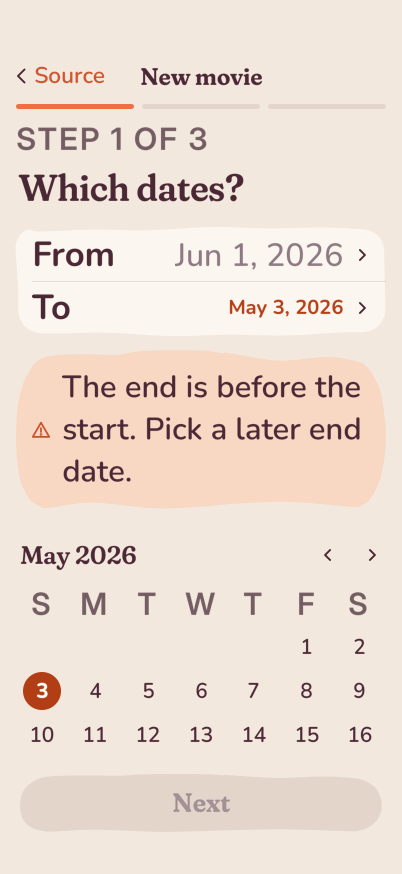 Source New movie
STEP 1 OF 3
Which dates?
From Jun 1, 2026
To May 3, 2026
The end is before the
start. Pick a later end
date.
May 2026
S M T W T F S
1 2
3 4 5 6 7 8 9
10 11 12 13 14 15 16
Next